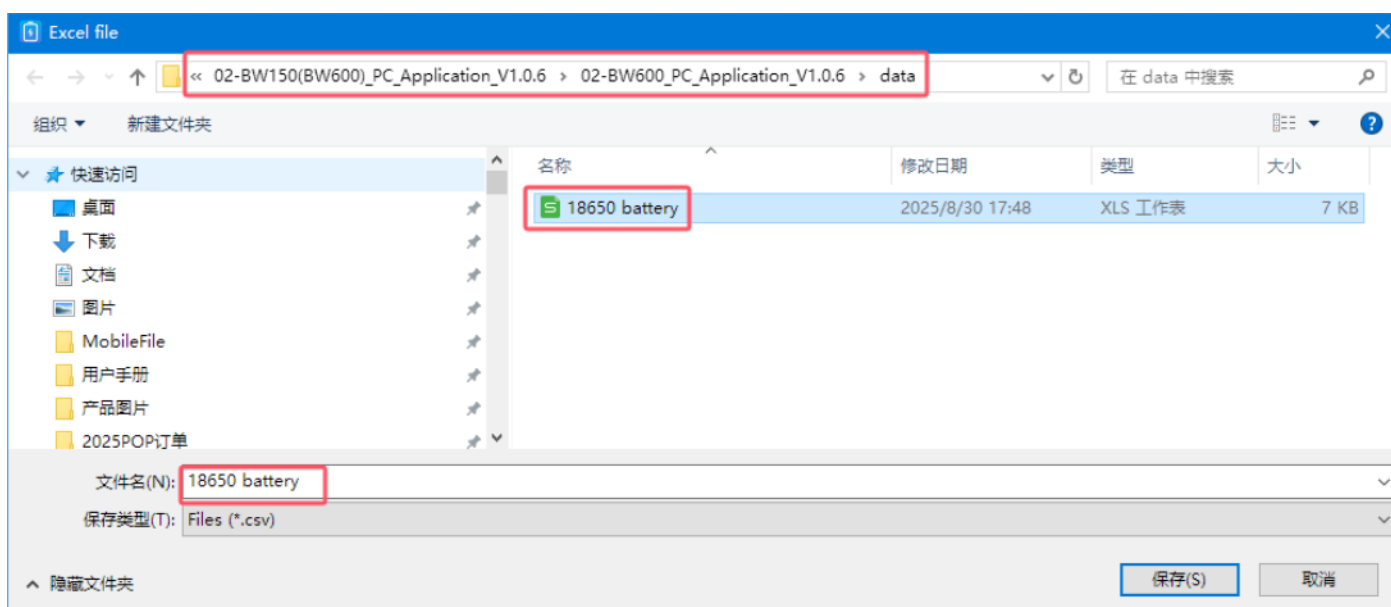 Excel file
« 02-BW150(BW600)_PC_Application_V1.0.6 › 02-BW600_PC_Application_V1.0.6 › data
在 data 中搜索
组织
新建文件夹
名称 修改日期 类型 大小
快速访问
18650 battery 2025/8/30 17:48 XLS 工作表 7 KB
桌面
下载
文档
图片
MobileFile
用户手册
产品图片
2025POP订单
文件名(N): 18650 battery
保存类型(T): Files (*.csv)
隐藏文件夹
保存(S)
取消